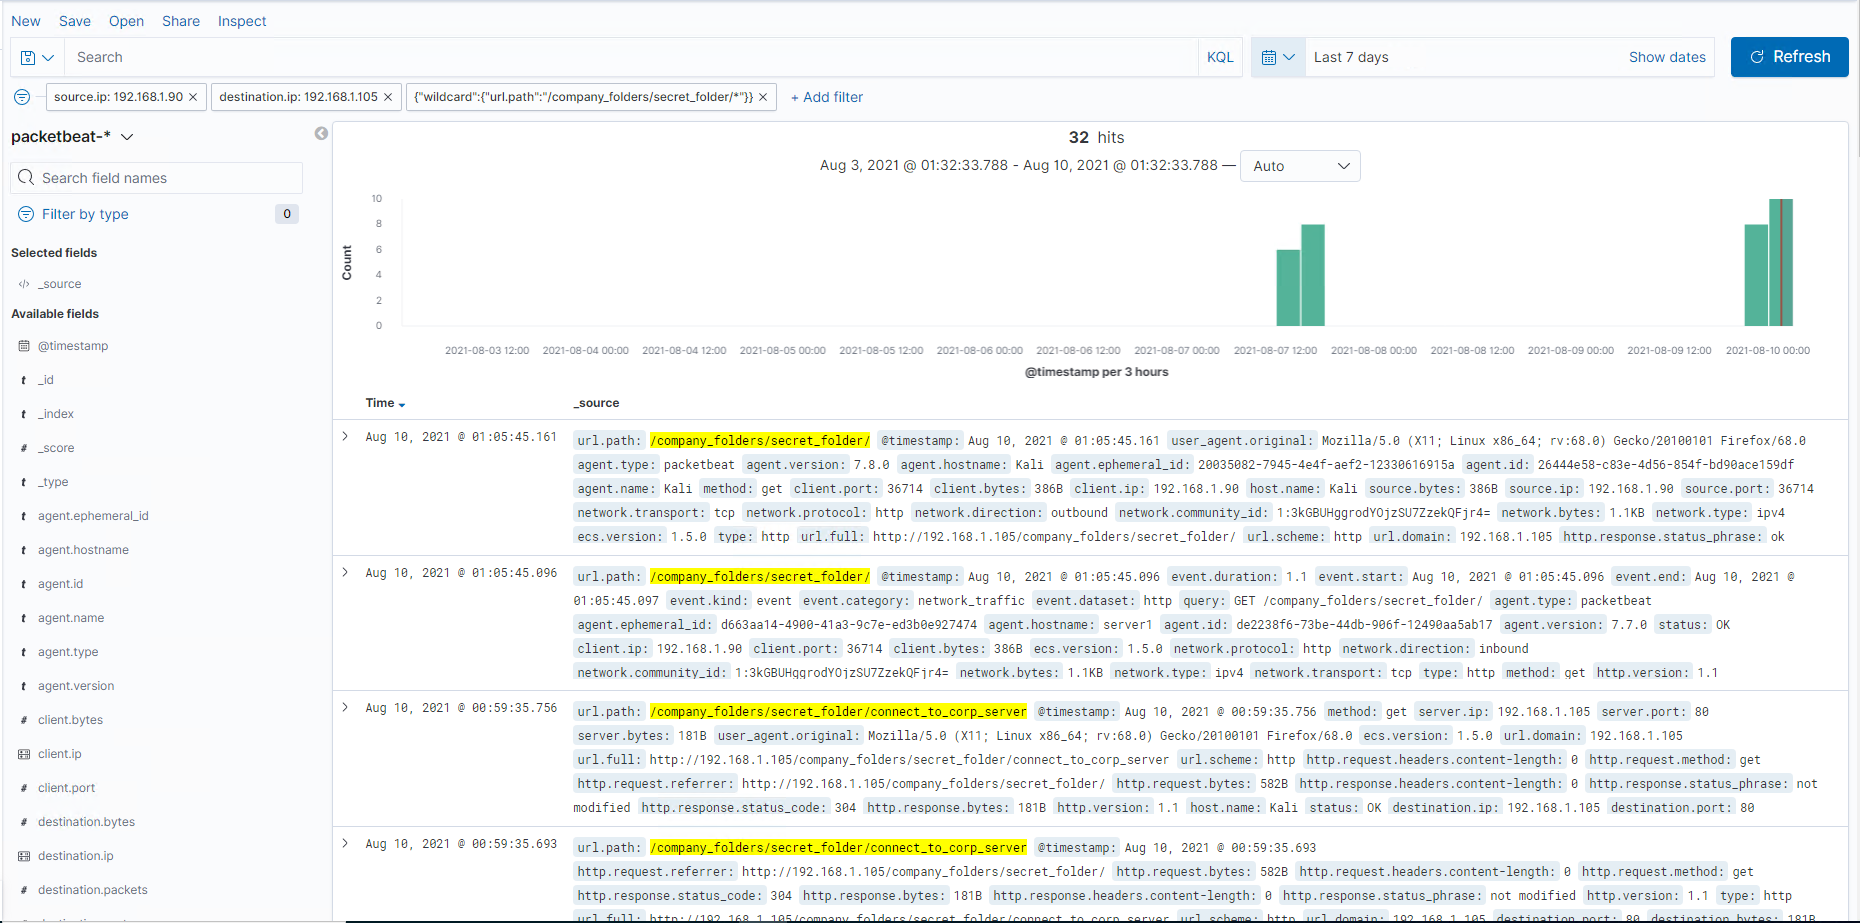 New Save Open Share Inspect
Search KQL Last 7 days Show dates Refresh
source.ip: 192.168.1.90 × destination.ip: 192.168.1.105 × {"wildcard":{"url.path":"/company_folders/secret_folder/*"}} × + Add filter
packetbeat-*
Search field names
Filter by type 0
Selected fields
_source
Available fields
@timestamp
t _id
t _index
# _score
t _type
t agent.ephemeral_id
t agent.hostname
t agent.id
t agent.name
t agent.type
t agent.version
# client.bytes
client.ip
# client.port
# destination.bytes
destination.ip
# destination.packets
32 hits
Aug 3, 2021 @ 01:32:33.788 - Aug 10, 2021 @ 01:32:33.788 — Auto
10
8
6
4
2
0
Count
2021-08-03 12:00 2021-08-04 00:00 2021-08-04 12:00 2021-08-05 00:00 2021-08-05 12:00 2021-08-06 00:00 2021-08-06 12:00 2021-08-07 00:00 2021-08-07 12:00 2021-08-08 00:00 2021-08-08 12:00 2021-08-09 00:00 2021-08-09 12:00 2021-08-10 00:00
@timestamp per 3 hours
Time _source
Aug 10, 2021 @ 01:05:45.161 url.path: /company_folders/secret_folder/ @timestamp: Aug 10, 2021 @ 01:05:45.161 user_agent.original: Mozilla/5.0 (X11; Linux x86_64; rv:68.0) Gecko/20100101 Firefox/68.0
agent.type: packetbeat agent.version: 7.8.0 agent.hostname: Kali agent.ephemeral_id: 20035082-7945-4e4f-aef2-12330616915a agent.id: 26444e58-c83e-4d56-854f-bd90ace159df
agent.name: Kali method: get client.port: 36714 client.bytes: 386B client.ip: 192.168.1.90 host.name: Kali source.bytes: 386B source.ip: 192.168.1.90 source.port: 36714
network.transport: tcp network.protocol: http network.direction: outbound network.community_id: 1:3kGBUHggrodYOjzSU7ZzekQFjr4= network.bytes: 1.1KB network.type: ipv4
ecs.version: 1.5.0 type: http url.full: http://192.168.1.105/company_folders/secret_folder/ url.scheme: http url.domain: 192.168.1.105 http.response.status_phrase: ok
Aug 10, 2021 @ 01:05:45.096 url.path: /company_folders/secret_folder/ @timestamp: Aug 10, 2021 @ 01:05:45.096 event.duration: 1.1 event.start: Aug 10, 2021 @ 01:05:45.096 event.end: Aug 10, 2021 @
01:05:45.097 event.kind: event event.category: network_traffic event.dataset: http query: GET /company_folders/secret_folder/ agent.type: packetbeat
agent.ephemeral_id: d663aa14-4900-41a3-9c7e-ed3b0e927474 agent.hostname: server1 agent.id: de2238f6-73be-44db-906f-12490aa5ab17 agent.version: 7.7.0 status: OK
client.ip: 192.168.1.90 client.port: 36714 client.bytes: 386B ecs.version: 1.5.0 network.protocol: http network.direction: inbound
network.community_id: 1:3kGBUHggrodYOjzSU7ZzekQFjr4= network.bytes: 1.1KB network.type: ipv4 network.transport: tcp type: http method: get http.version: 1.1
Aug 10, 2021 @ 00:59:35.756 url.path: /company_folders/secret_folder/connect_to_corp_server @timestamp: Aug 10, 2021 @ 00:59:35.756 method: get server.ip: 192.168.1.105 server.port: 80
server.bytes: 181B user_agent.original: Mozilla/5.0 (X11; Linux x86_64; rv:68.0) Gecko/20100101 Firefox/68.0 ecs.version: 1.5.0 url.domain: 192.168.1.105
url.full: http://192.168.1.105/company_folders/secret_folder/connect_to_corp_server url.scheme: http http.request.headers.content-length: 0 http.request.method: get
http.request.referrer: http://192.168.1.105/company_folders/secret_folder/ http.request.bytes: 582B http.response.headers.content-length: 0 http.response.status_phrase: not
modified http.response.status_code: 304 http.response.bytes: 181B http.version: 1.1 host.name: Kali status: OK destination.ip: 192.168.1.105 destination.port: 80
Aug 10, 2021 @ 00:59:35.693 url.path: /company_folders/secret_folder/connect_to_corp_server @timestamp: Aug 10, 2021 @ 00:59:35.693
http.request.referrer: http://192.168.1.105/company_folders/secret_folder/ http.request.bytes: 582B http.request.headers.content-length: 0 http.request.method: get
http.response.status_code: 304 http.response.bytes: 181B http.response.headers.content-length: 0 http.response.status_phrase: not modified http.version: 1.1 type: http
url.full: http://192.168.1.105/company_folders/secret_folder/connect_to_corp_server url.scheme: http url.domain: 192.168.1.105 destination.port: 80 destination.bytes: 181B